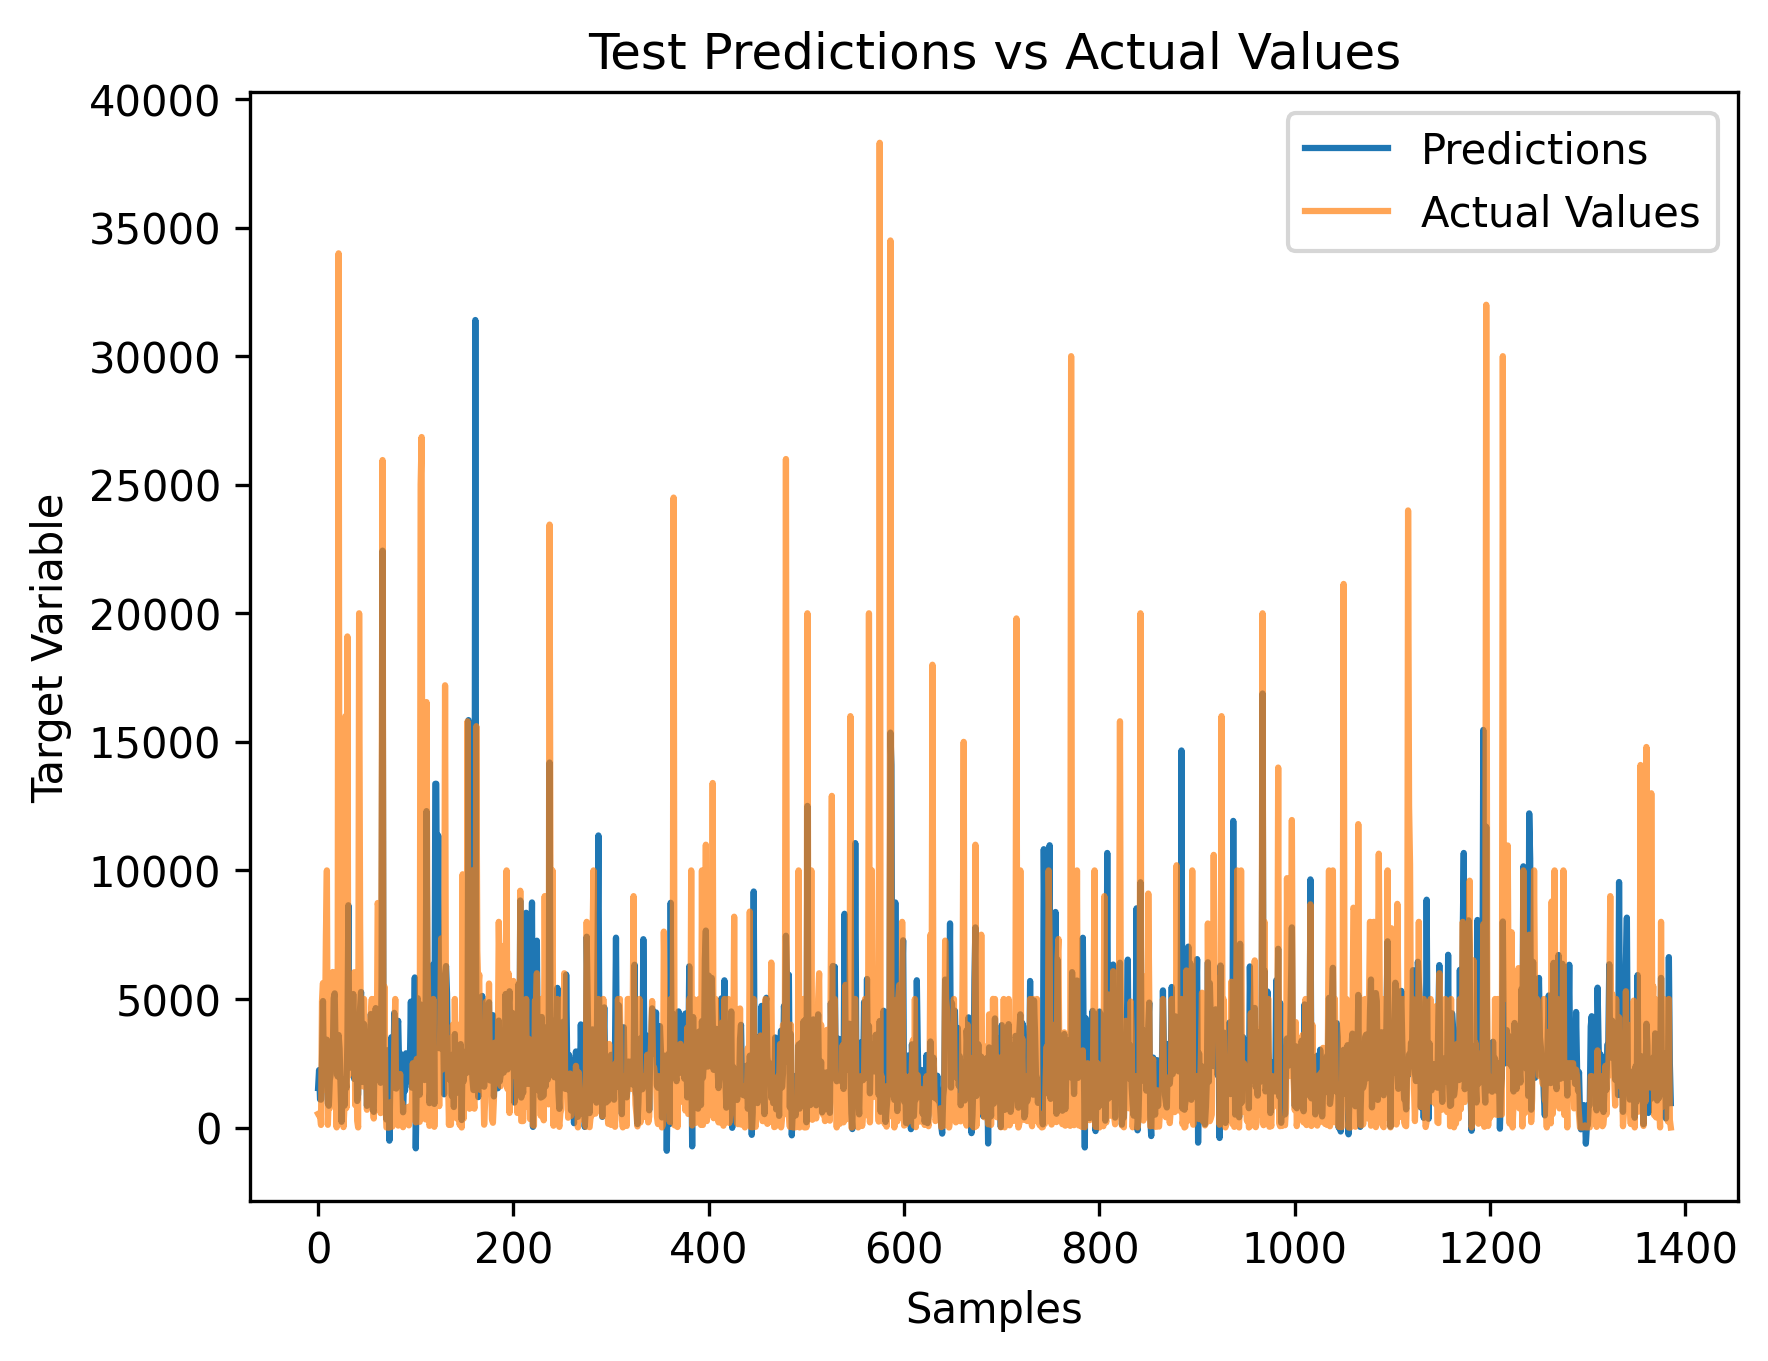 Test Predictions vs Actual Values
Predictions
Actual Values
Target Variable
40000
35000
30000
25000
20000
15000
10000
5000
0
0 200 400 600 800 1000 1200 1400
Samples